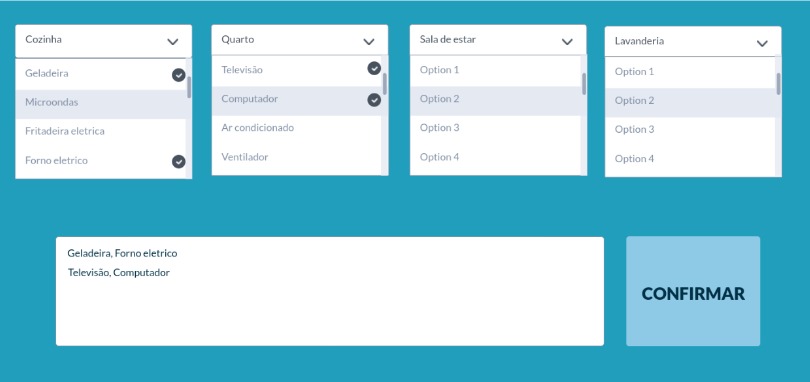 Cozinha
Geladeira
Microondas
Fritadeira eletrica
Forno eletrico
Quarto
Televisão
Computador
Ar condicionado
Ventilador
Sala de estar
Option 1
Option 2
Option 3
Option 4
Lavanderia
Option 1
Option 2
Option 3
Option 4
Geladeira, Forno eletrico
Televisão, Computador
CONFIRMAR